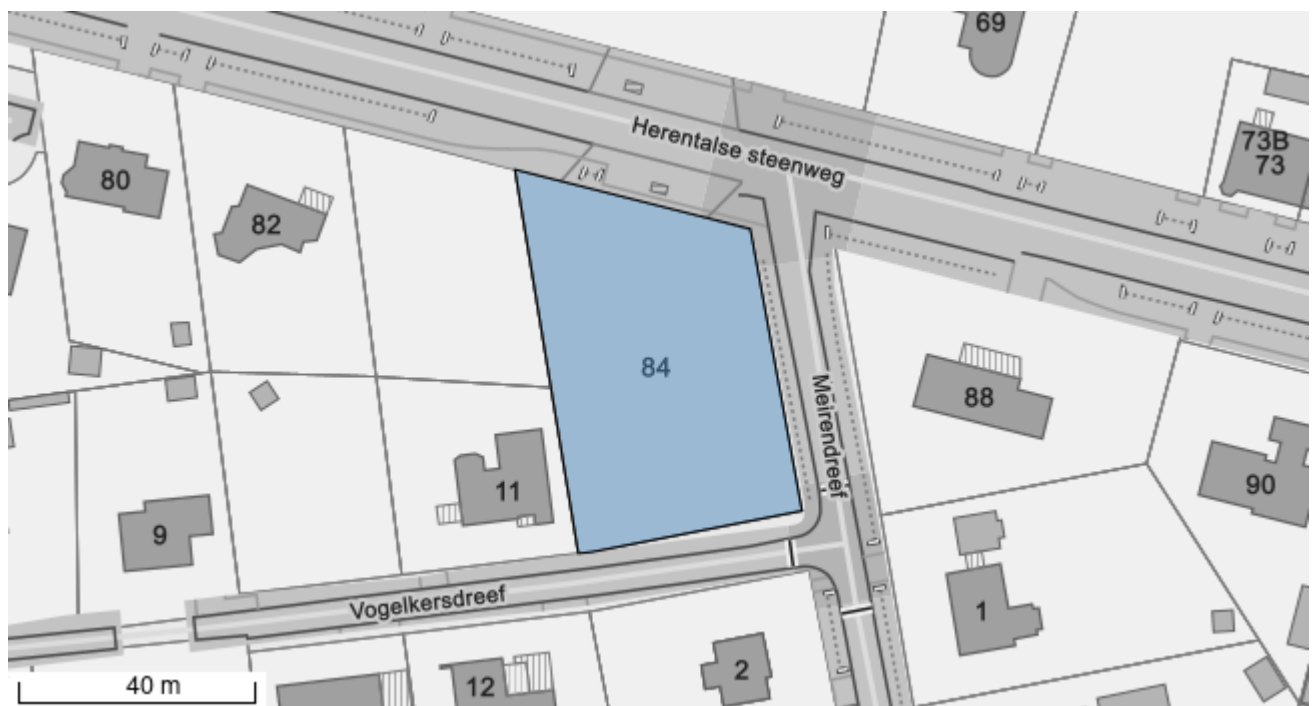 69
Herentalse steenweg
73B
73
80
82
84
Meirendreef
88
90
11
9
1
Vogelkersdreef
2
12
40 m